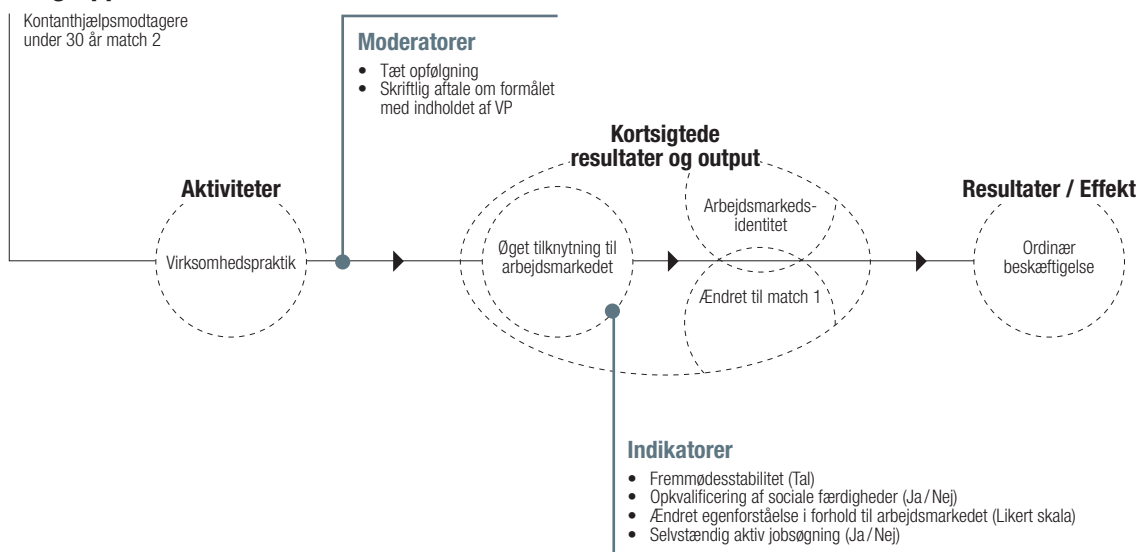 Kontanthjælpsmodtagere
under 30 år match 2
Moderatorer
• Tæt opfølgning
• Skriftlig aftale om formålet
med indholdet af VP
Aktiviteter
Virksomhedspraktik
Kortsigtede
resultater og output
Øget tilknytning til
arbejdsmarkedet
Arbejdsmarkeds-
identitet
Ændret til match 1
Resultater / Effekt
Ordinær
beskæftigelse
Indikatorer
• Fremmødesstabilitet (Tal)
• Opkvalificering af sociale færdigheder (Ja / Nej)
• Ændret egenforståelse i forhold til arbejdsmarkedet (Likert skala)
• Selvstændig aktiv jobsøgning (Ja / Nej)